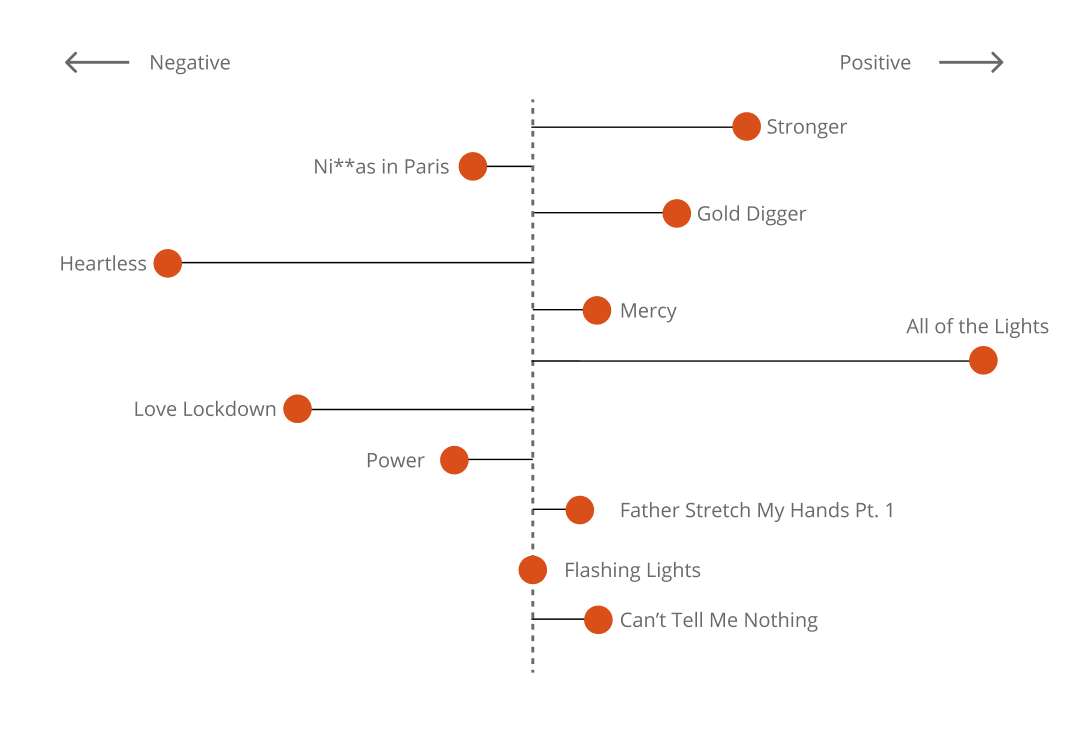 Negative
Positive
Stronger
Ni**as in Paris
Gold Digger
Heartless
Mercy
All of the Lights
Love Lockdown
Power
Father Stretch My Hands Pt. 1
Flashing Lights
Can’t Tell Me Nothing